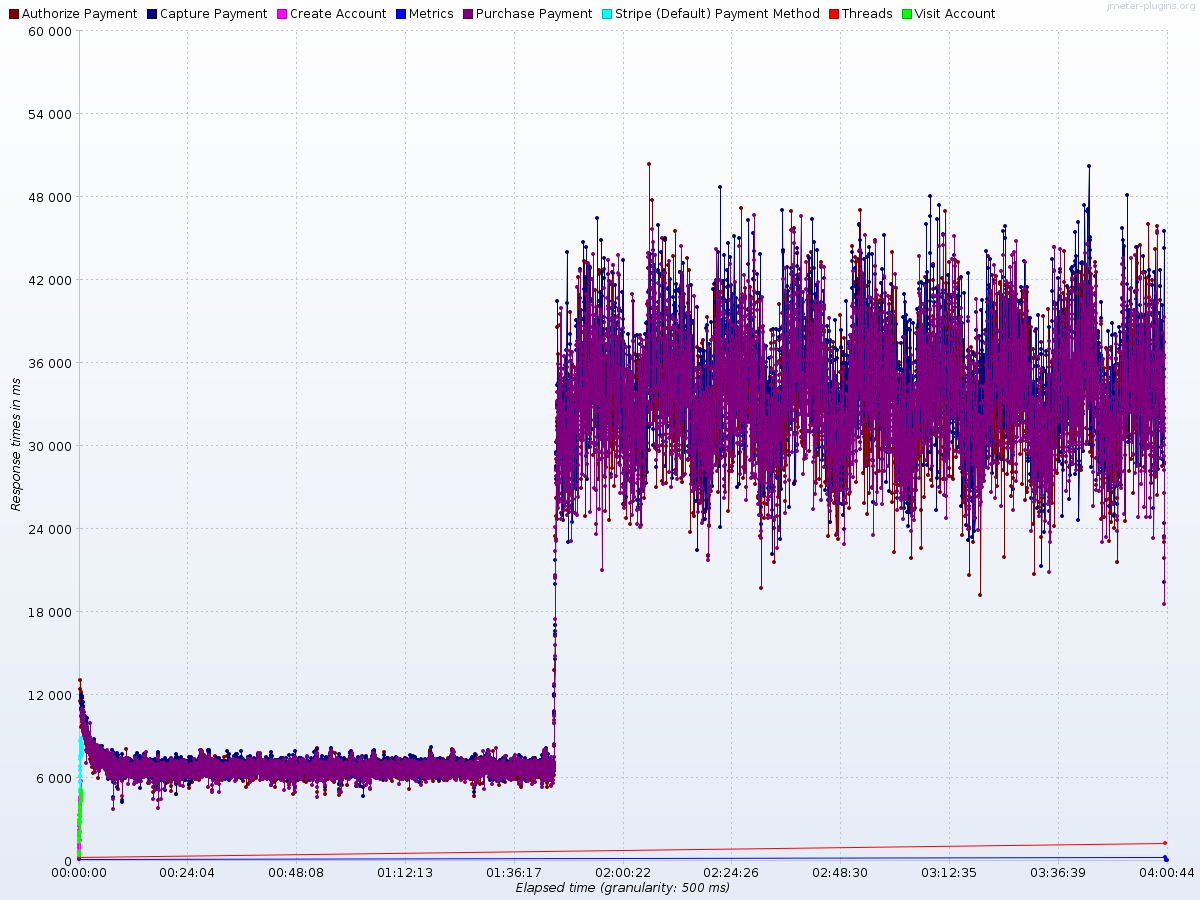 jmeter-plugins.org
Authorize Payment Capture Payment Create Account Metrics Purchase Payment Stripe (Default) Payment Method Threads Visit Account
60 000
54 000
48 000
42 000
36 000
30 000
24 000
18 000
12 000
6 000
0
Response times in ms
00:00:00 00:24:04 00:48:08 01:12:13 01:36:17 02:00:22 02:24:26 02:48:30 03:12:35 03:36:39 04:00:44
Elapsed time (granularity: 500 ms)